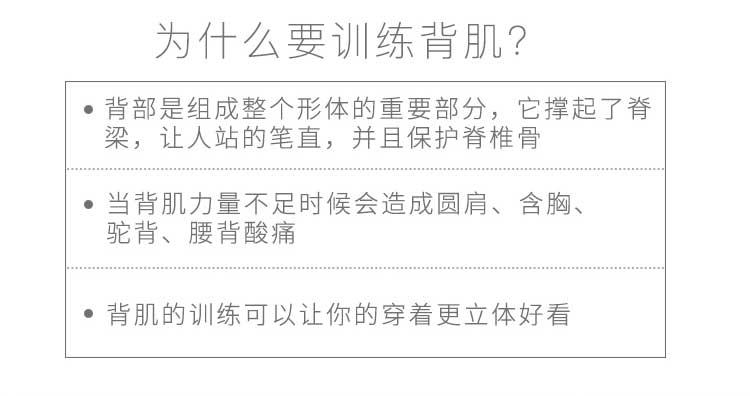 为什么要训练背肌？
背部是组成整个形体的重要部分，它撑起了脊
梁，让人站的笔直，并且保护脊椎骨
当背肌力量不足时候会造成圆肩、含胸、
驼背、腰背酸痛
背肌的训练可以让你的穿着更立体好看